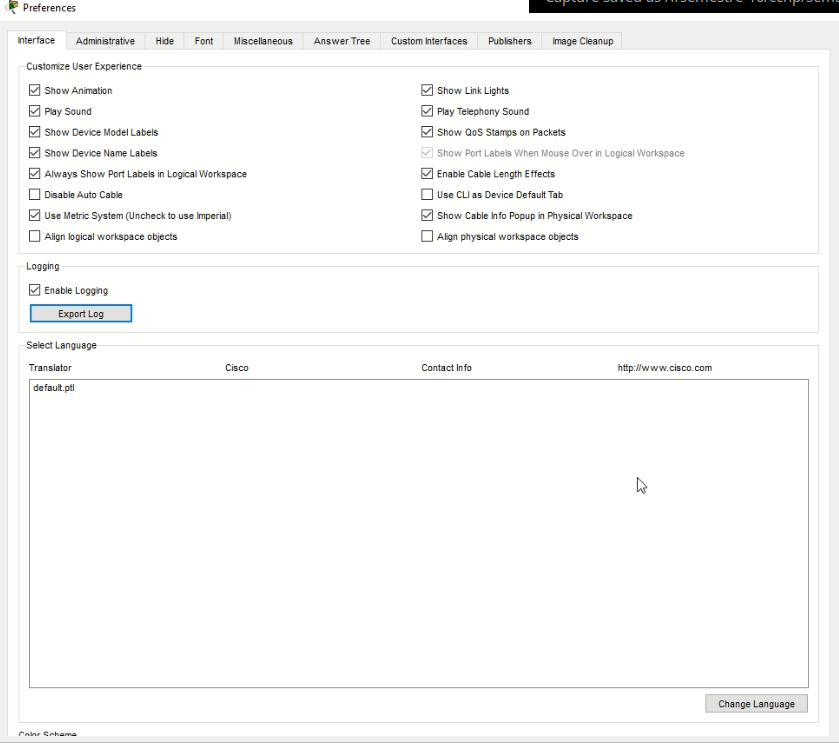 Preferences
Capture saved as
Interface Administrative Hide Font Miscellaneous Answer Tree Custom Interfaces Publishers Image Cleanup
Customize User Experience
Show Animation
Show Link Lights
Play Sound
Play Telephony Sound
Show Device Model Labels
Show QoS Stamps on Packets
Show Device Name Labels
Show Port Labels When Mouse Over in Logical Workspace
Always Show Port Labels in Logical Workspace
Enable Cable Length Effects
Disable Auto Cable
Use CLI as Device Default Tab
Use Metric System (Uncheck to use Imperial)
Show Cable Info Popup in Physical Workspace
Align logical workspace objects
Align physical workspace objects
Logging
Enable Logging
Export Log
Select Language
Translator Cisco Contact Info http://www.cisco.com
default.ptl
Change Language
Color Scheme